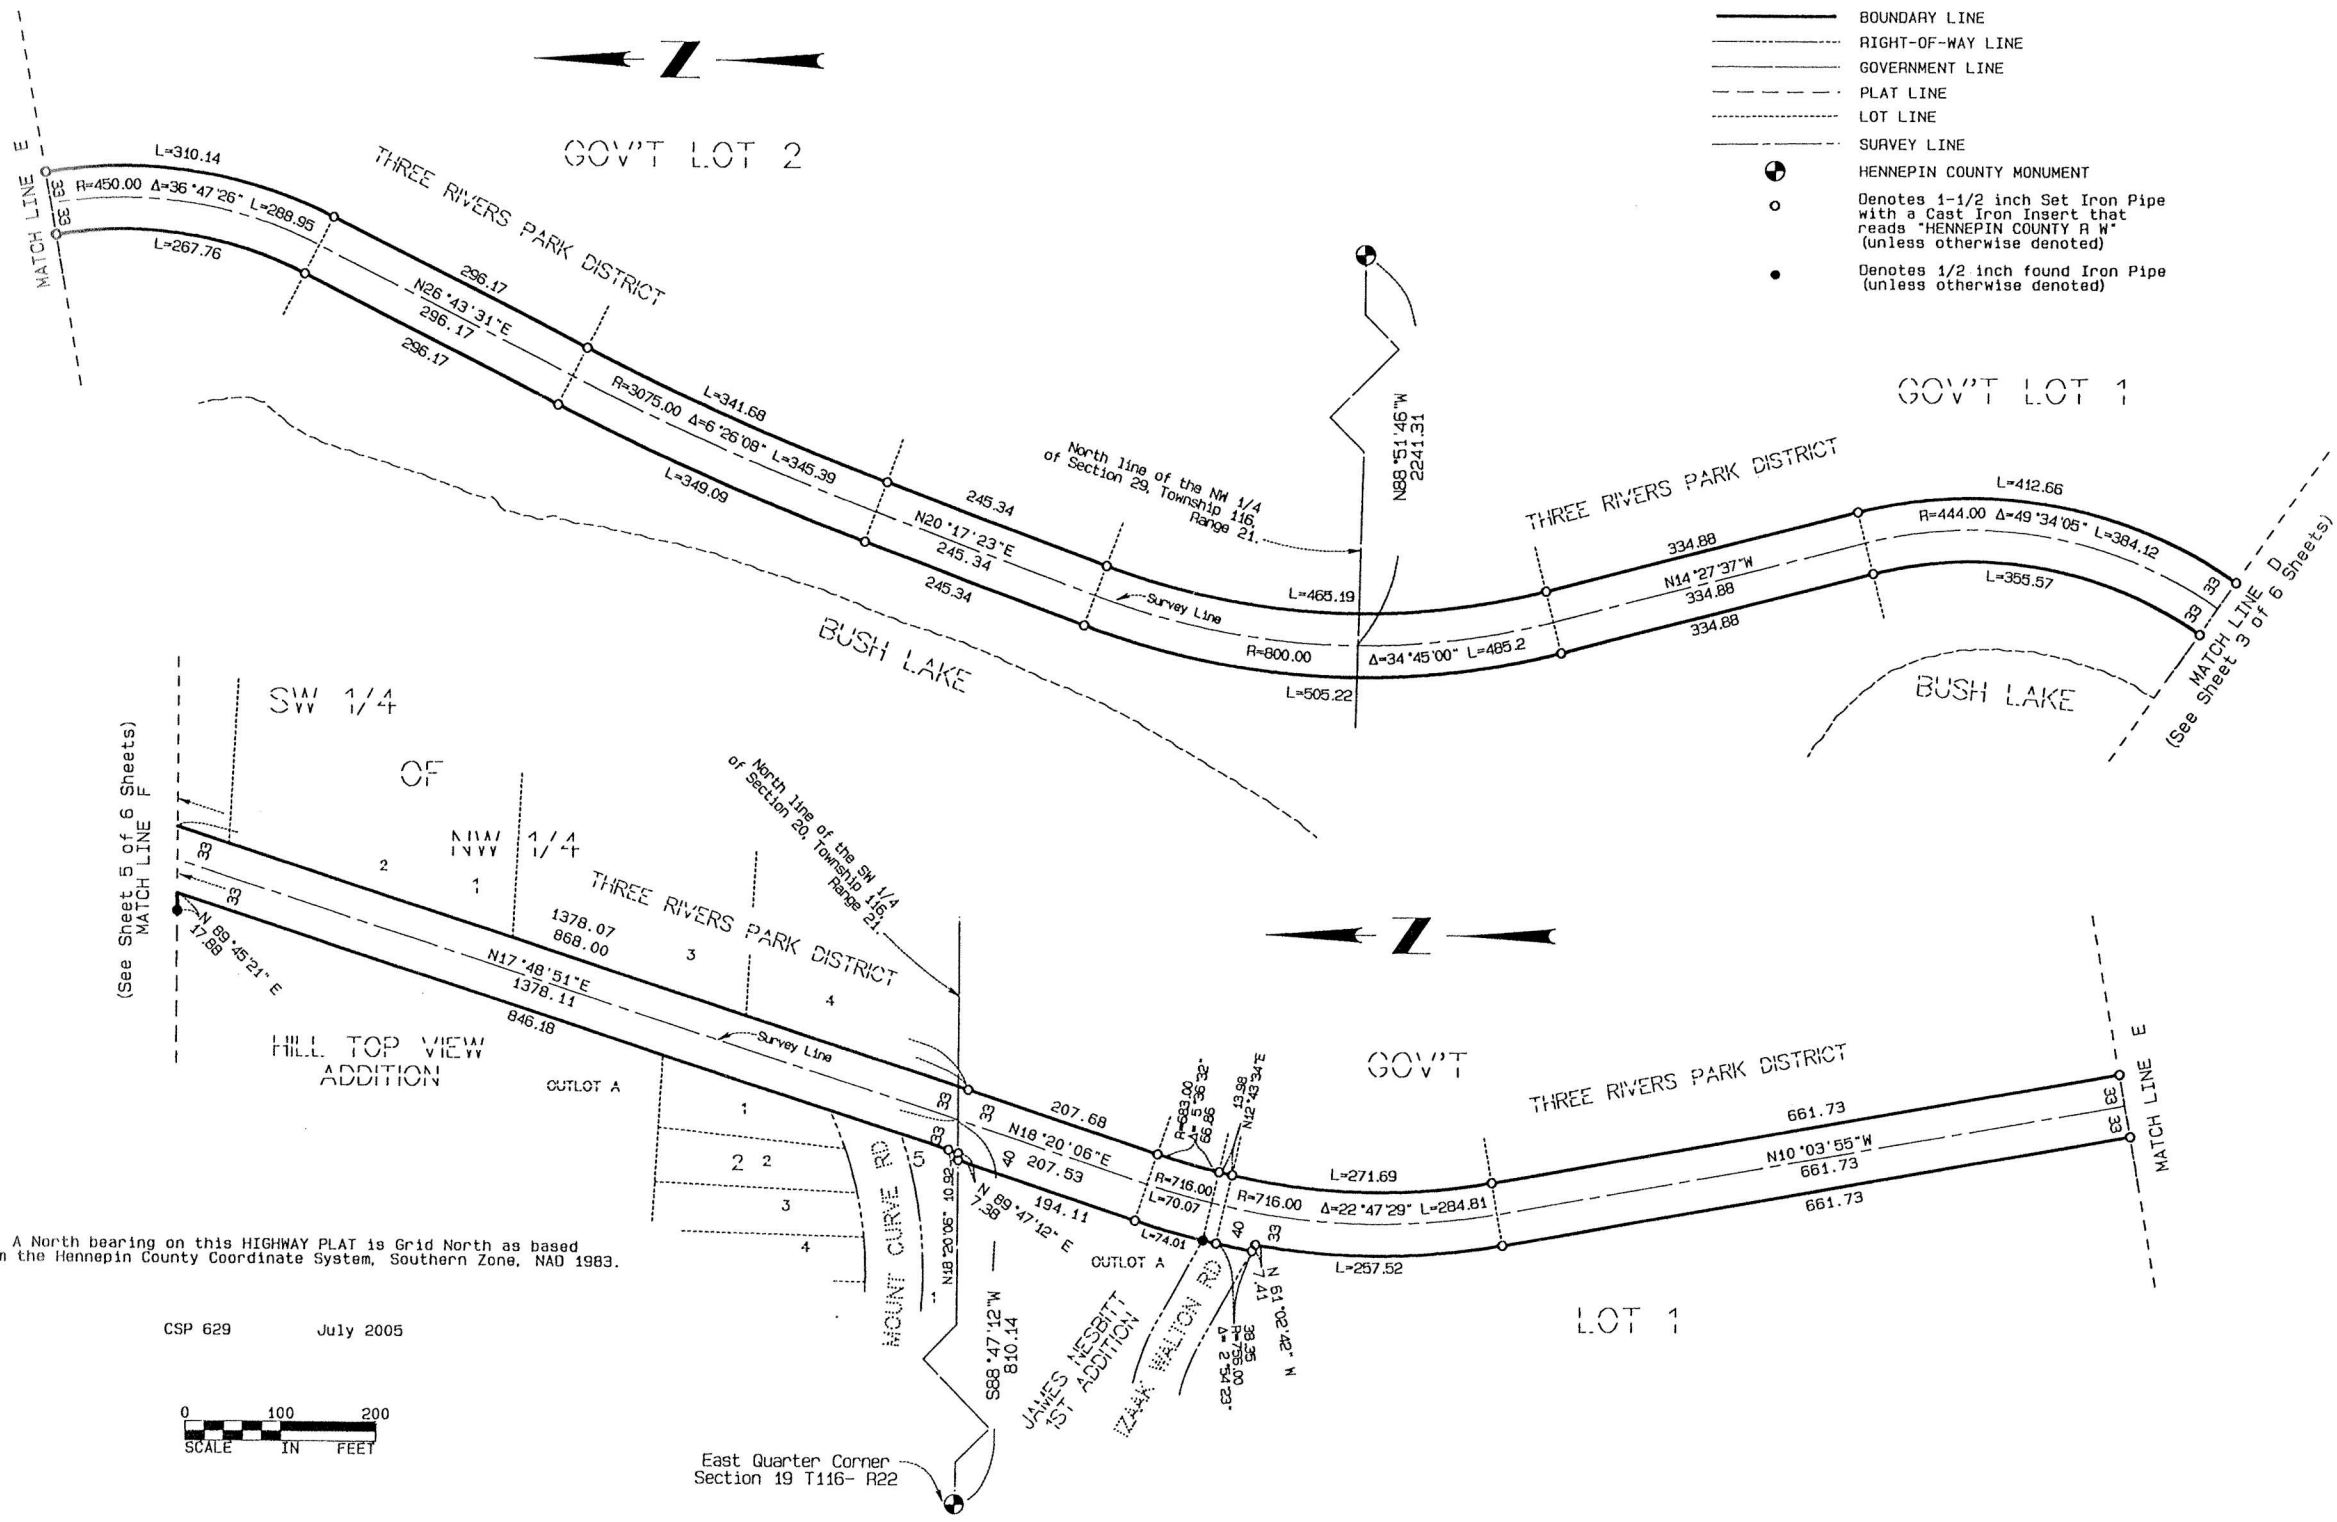 BOUNDARY LINE
RIGHT-OF-WAY LINE
GOVERNMENT LINE
PLAT LINE
LOT LINE
SURVEY LINE
HENNEPIN COUNTY MONUMENT
Denotes 1-1/2 inch Set Iron Pipe
with a Cast Iron Insert that
reads "HENNEPIN COUNTY R W"
(unless otherwise denoted)
Denotes 1/2 inch found Iron Pipe
(unless otherwise denoted)
Z
GOV'T LOT 2
MATCH LINE E
33
33
L=310.14
R=450.00 Δ=36°47'26" L=288.95
L=267.76
THREE RIVERS PARK DISTRICT
296.17
N26°43'31"E
296.17
296.17
L=341.68
R=3075.00 Δ=6°26'08" L=345.39
L=349.09
245.34
N20°17'23"E
245.34
245.34
North line of the NW 1/4
of Section 29, Township 116,
Range 21.
N88°51'46"W
2241.31
Survey Line
L=465.19
R=800.00 Δ=34°45'00" L=485.2
L=505.22
BUSH LAKE
GOV'T LOT 1
THREE RIVERS PARK DISTRICT
334.88
N14°27'37"W
334.88
334.88
L=412.66
R=444.00 Δ=49°34'05" L=384.12
L=355.57
33
33
MATCH LINE D
(See Sheet 3 of 6 Sheets)
BUSH LAKE
(See Sheet 5 of 6 Sheets)
MATCH LINE F
SW 1/4
OF
NW 1/4
33
33
2
1
3
4
N 89°45'21" E
17.88
1378.07
868.00
N17°48'51"E
1378.11
846.18
THREE RIVERS PARK DISTRICT
North line of the SW 1/4
of Section 20, Township 116,
Range 21.
Survey Line
HILL TOP VIEW
ADDITION
OUTLOT A
1
2 2
3
4
5
1
MOUNT CURVE RD
33
33
33
40
N18°20'06" 10.92
N 89°47'12" E
7.38
207.68
N18°20'06"E
207.53
194.11
S88°47'12"W
810.14
R=683.00
Δ= 5°36'32"
66.86
13.98
N12°43'34"E
R=716.00
L=70.07
L=74.01
OUTLOT A
JAMES NESBITT
1ST ADDITION
IZAAK WALTON RD
40
33
N 61°02'42" W
7.41
38.35
R=756.00
Δ= 2°54'23"
L=271.69
R=716.00 Δ=22°47'29" L=284.81
L=257.52
Z
GOV'T
LOT 1
THREE RIVERS PARK DISTRICT
661.73
N10°03'55"W
661.73
661.73
33
33
MATCH LINE E
A North bearing on this HIGHWAY PLAT is Grid North as based
n the Hennepin County Coordinate System, Southern Zone, NAD 1983.
CSP 629 July 2005
0 100 200
SCALE IN FEET
East Quarter Corner
Section 19 T116- R22